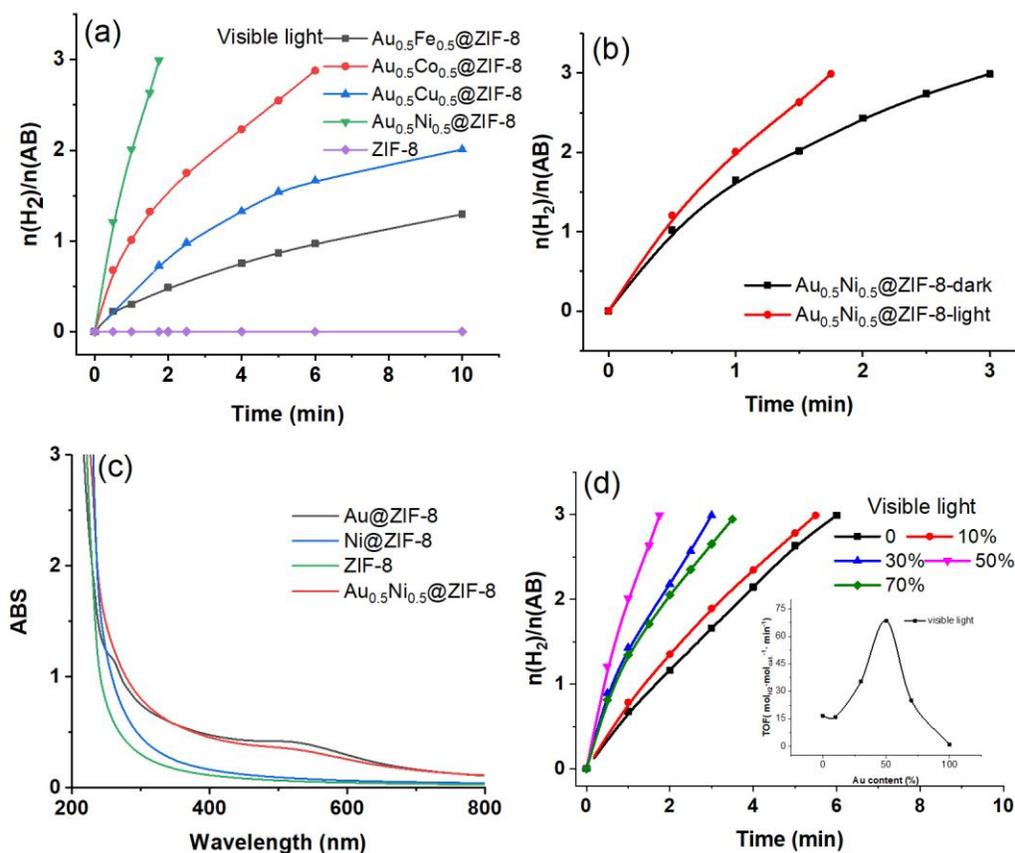 (a)
Visible light
Au₀.₅Fe₀.₅@ZIF-8
Au₀.₅Co₀.₅@ZIF-8
Au₀.₅Cu₀.₅@ZIF-8
Au₀.₅Ni₀.₅@ZIF-8
ZIF-8
n(H₂)/n(AB)
3
2
1
0
0 2 4 6 8 10
Time (min)
(b)
Au₀.₅Ni₀.₅@ZIF-8-dark
Au₀.₅Ni₀.₅@ZIF-8-light
n(H₂)/n(AB)
3
2
1
0
0 1 2 3
Time (min)
(c)
Au@ZIF-8
Ni@ZIF-8
ZIF-8
Au₀.₅Ni₀.₅@ZIF-8
ABS
3
2
1
0
200 400 600 800
Wavelength (nm)
(d)
Visible light
0 10%
30% 50%
70%
n(H₂)/n(AB)
3
2
1
0
0 2 4 6 8 10
Time (min)
visible light
TOF( molH2·molcat⁻¹· min⁻¹)
75
60
45
30
15
0
0 50 100
Au content (%)